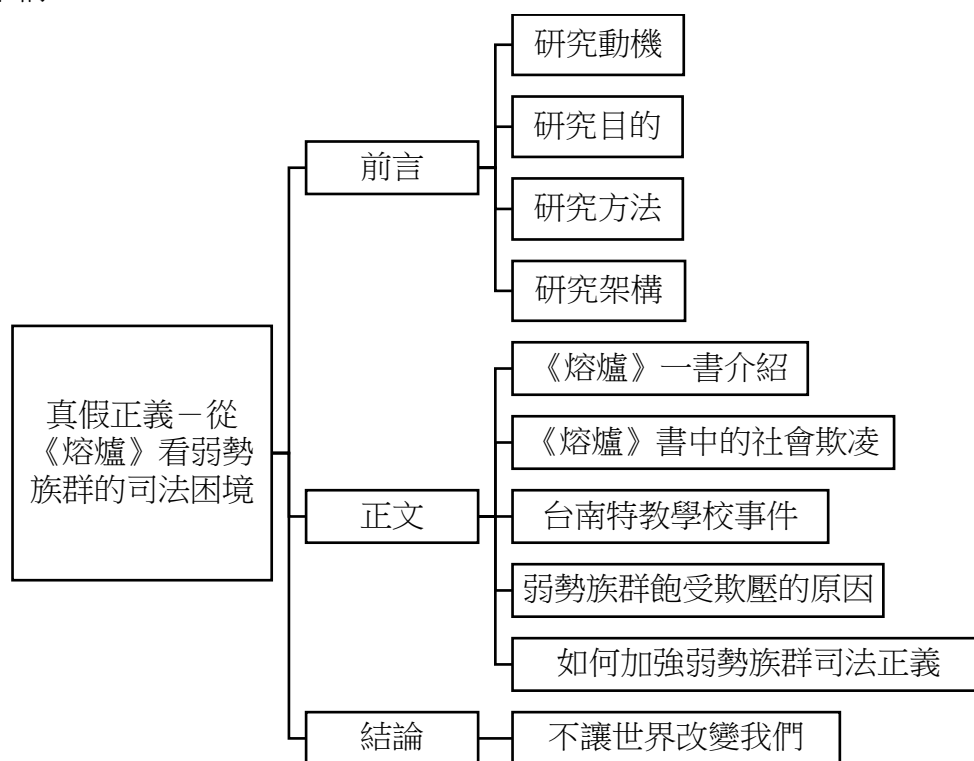 研究動機
研究目的
前言
研究方法
研究架構
真假正義－從
《熔爐》看弱勢
族群的司法困境
《熔爐》一書介紹
《熔爐》書中的社會欺凌
正文
台南特教學校事件
弱勢族群飽受欺壓的原因
如何加強弱勢族群司法正義
結論
不讓世界改變我們